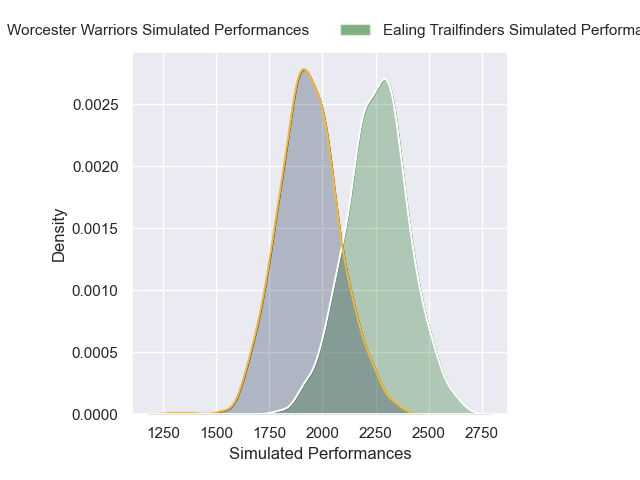 Worcester Warriors Simulated Performances
Ealing Trailfinders Simulated Performa
0.0025
0.0020
0.0015
0.0010
0.0005
0.0000
Density
1250 1500 1750 2000 2250 2500 2750
Simulated Performances